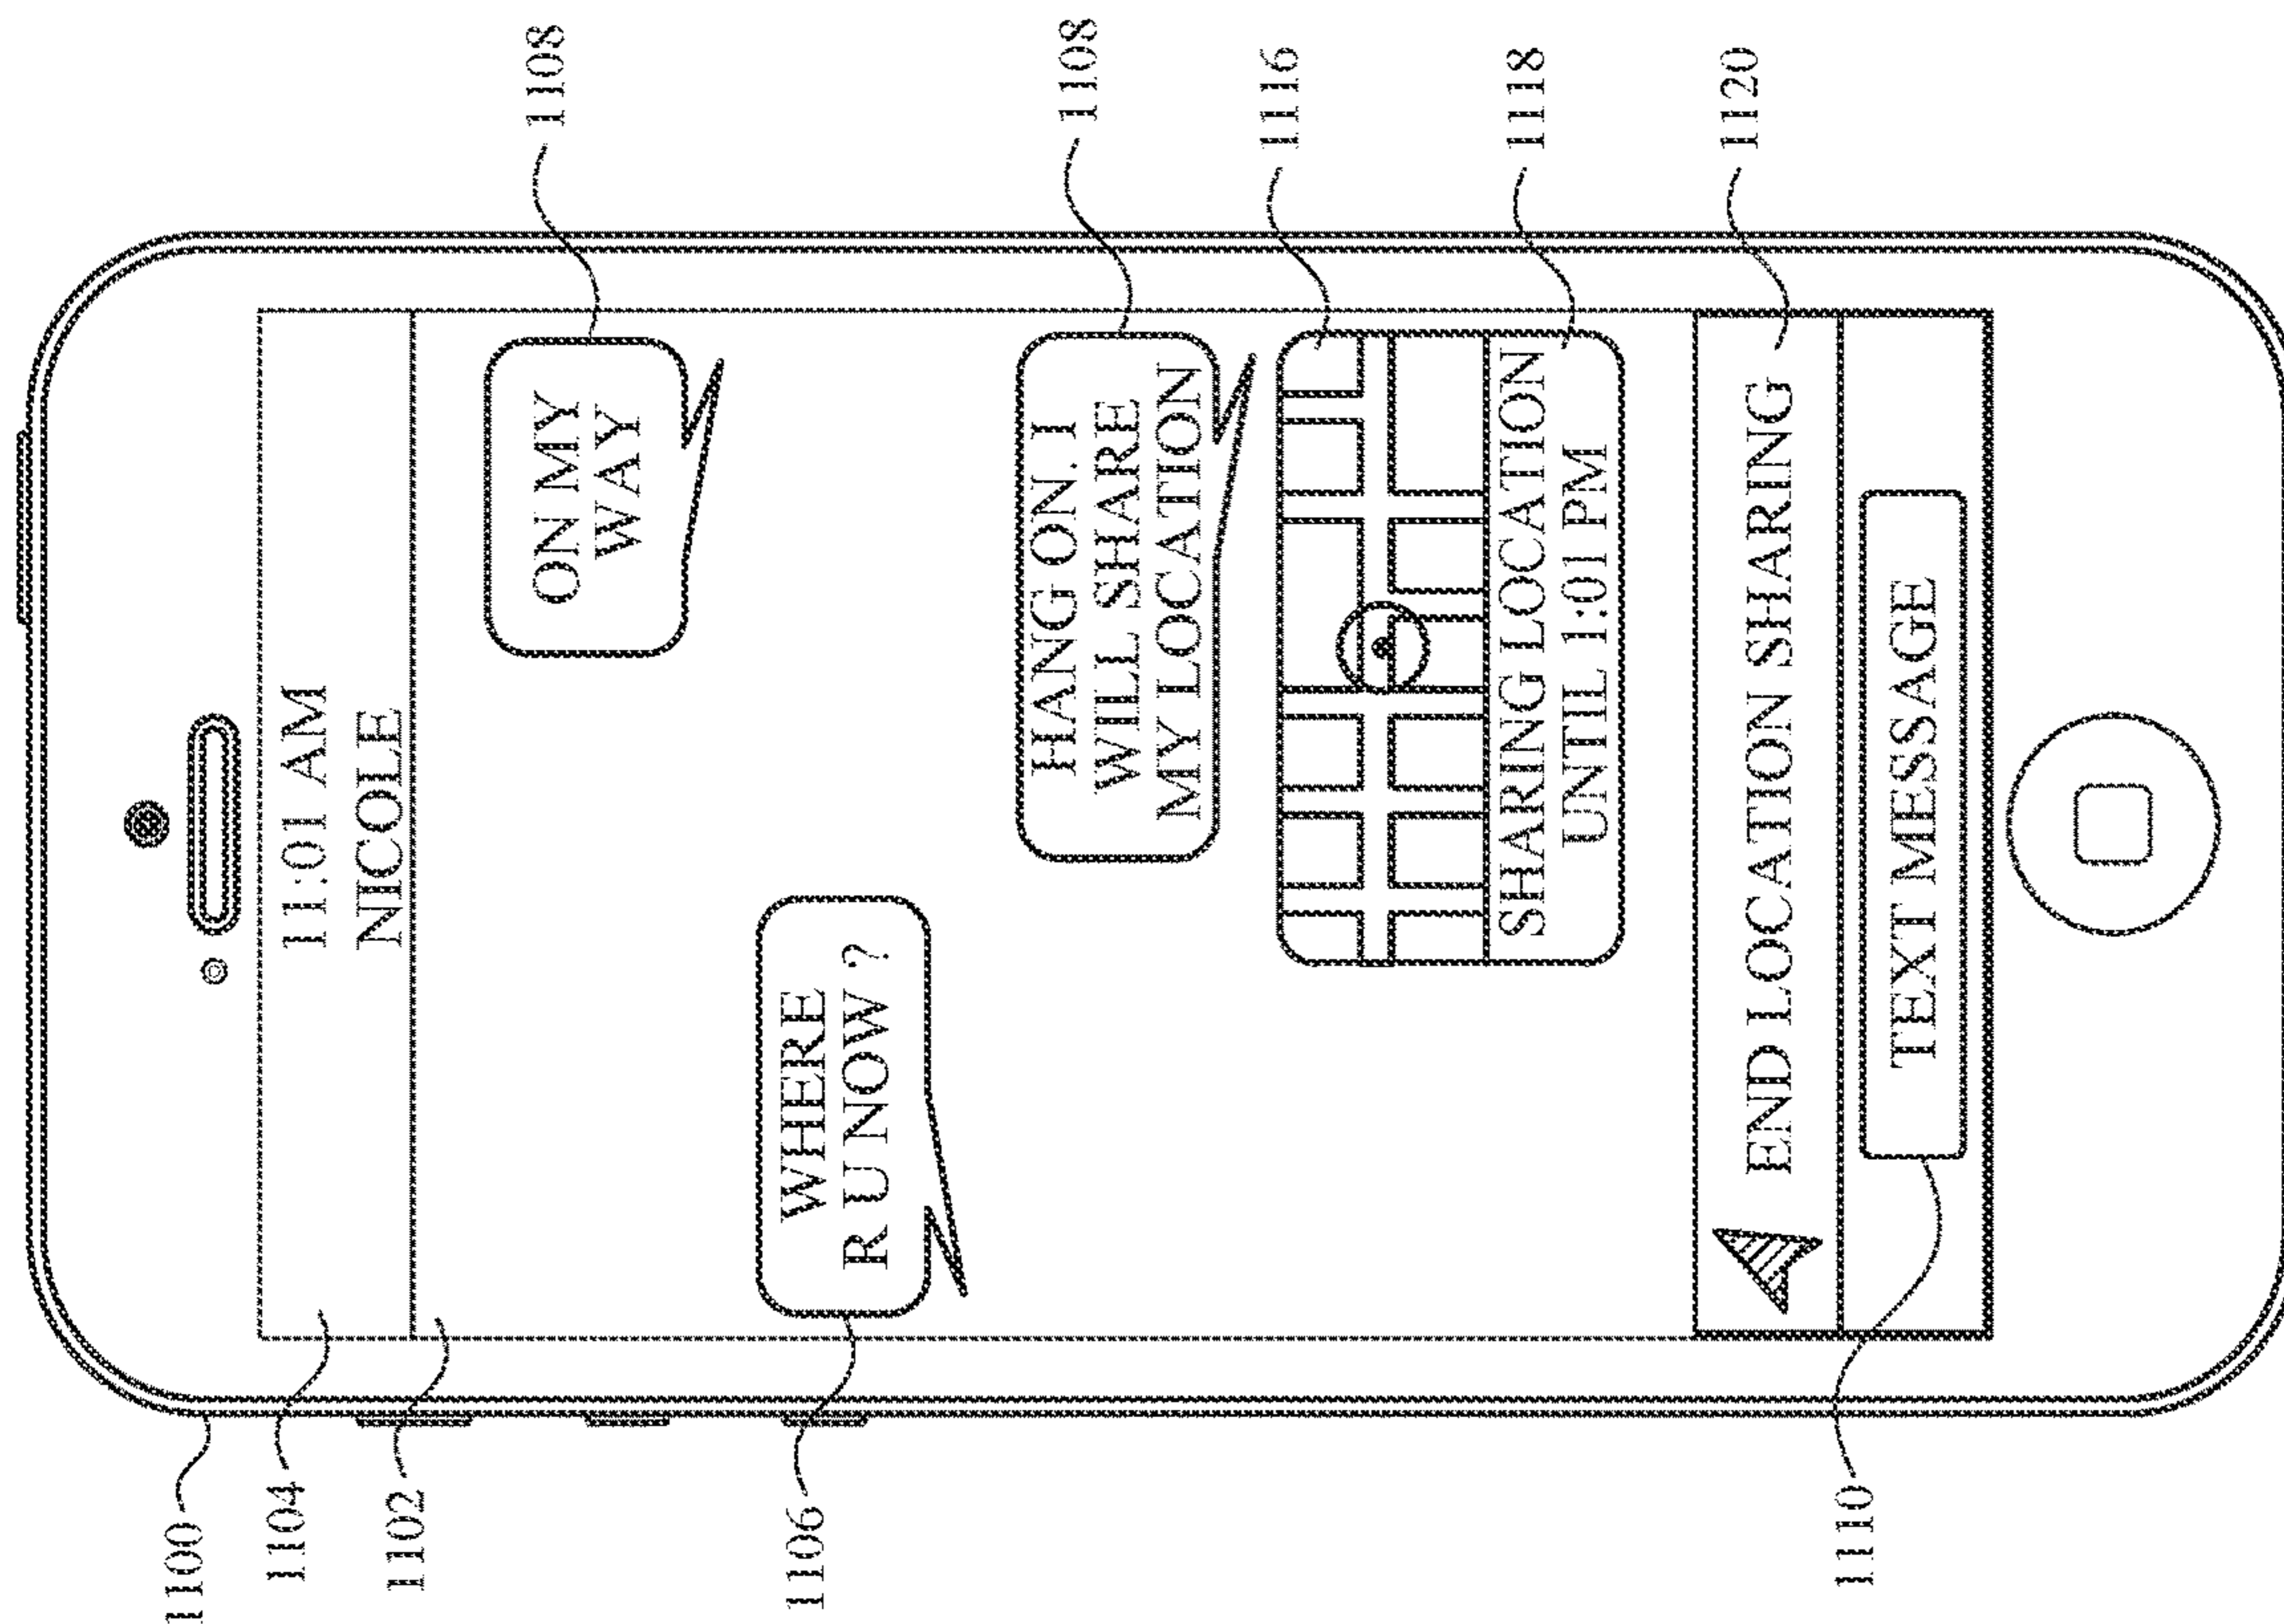 1100
1104
1102
11:01 AM
NICOLE
ON MY
WAY
1108
WHERE
R U NOW ?
1106
HANG ON. I
WILL SHARE
MY LOCATION
1108
1116
SHARING LOCATION
UNTIL 1:01 PM
1118
END LOCATION SHARING
1120
TEXT MESSAGE
1110